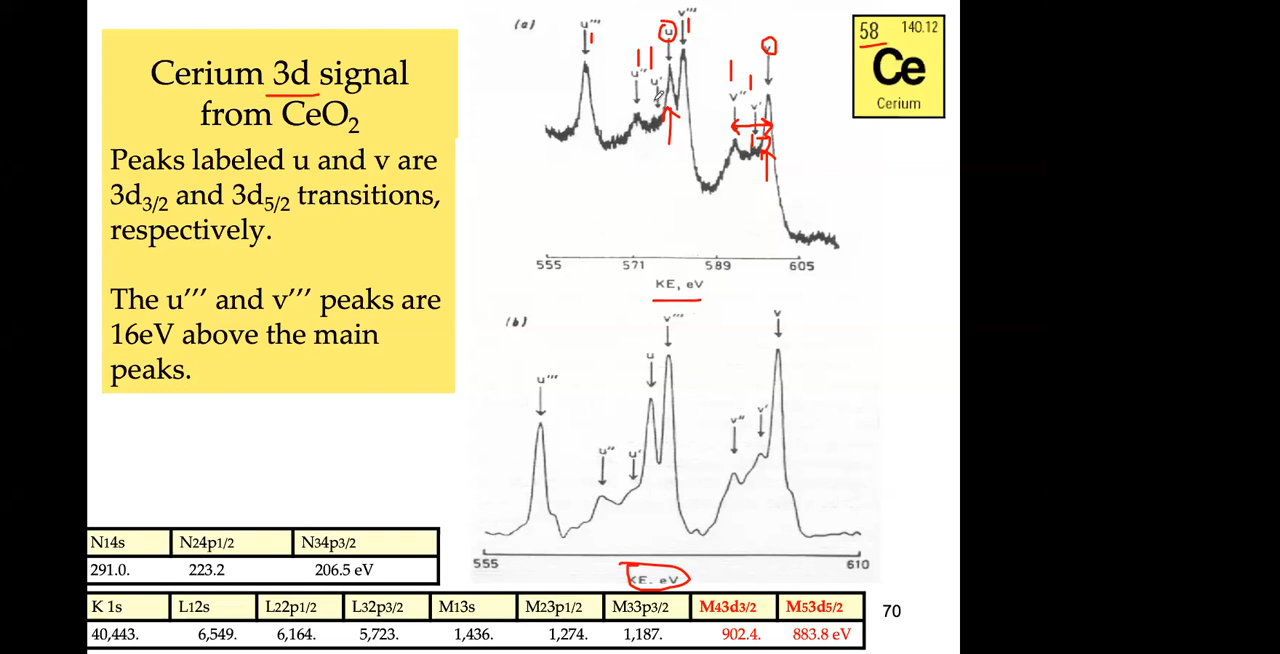 Cerium 3d signal
from CeO₂
Peaks labeled u and v are
3d₃/₂ and 3d₅/₂ transitions,
respectively.
The u′′′ and v′′′ peaks are
16eV above the main
peaks.
(a)
u'''
u''
u'
u
v'''
v''
v'
v
555 571 589 605
KE, eV
58 140.12
Ce
Cerium
(b)
u'''
u''
u'
u
v'''
v''
v'
v
555 610
KE. eV
N14s N24p1/2 N34p3/2
291.0. 223.2 206.5 eV
K 1s L12s L22p1/2 L32p3/2 M13s M23p1/2 M33p3/2 M43d3/2 M53d5/2
40,443. 6,549. 6,164. 5,723. 1,436. 1,274. 1,187. 902.4. 883.8 eV
70